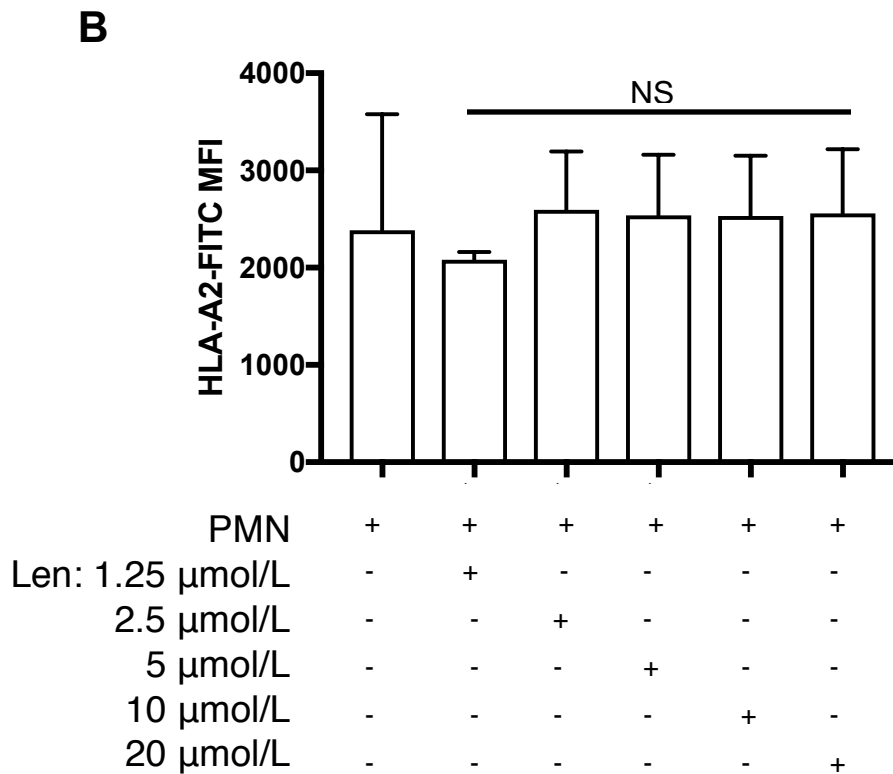 B
NS
HLA-A2-FITC MFI
4000
3000
2000
1000
0
PMN + + + + + +
Len: 1.25 µmol/L - + - - - -
2.5 µmol/L - - + - - -
5 µmol/L - - - + - -
10 µmol/L - - - - + -
20 µmol/L - - - - - +